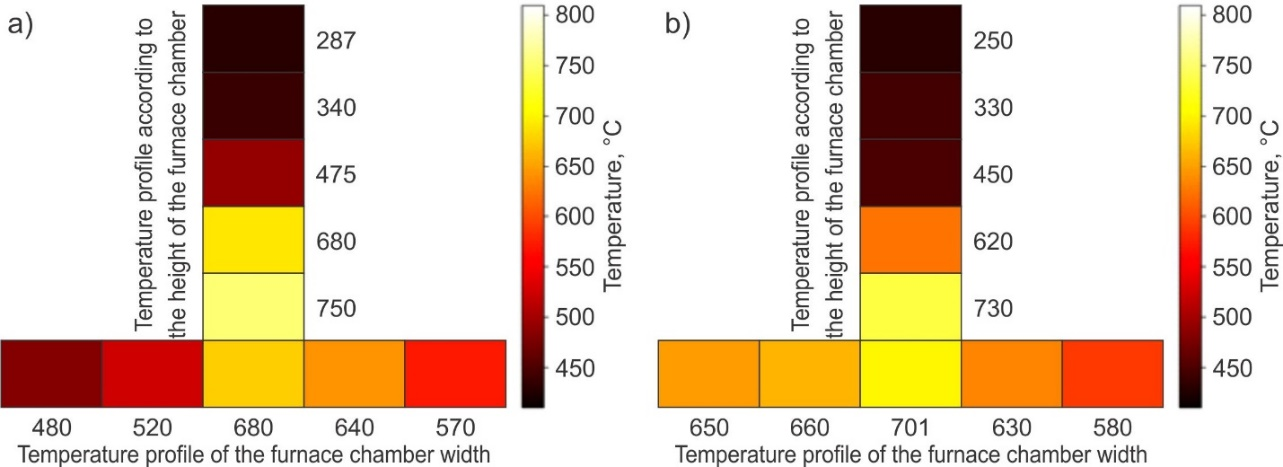 a)
Temperature profile according to
the height of the furnace chamber
287
340
475
680
750
480 520 680 640 570
Temperature profile of the furnace chamber width
800
750
700
650
600
550
500
450
Temperature, °C
b)
Temperature profile according to
the height of the furnace chamber
250
330
450
620
730
650 660 701 630 580
Temperature profile of the furnace chamber width
800
750
700
650
600
550
500
450
Temperature, °C